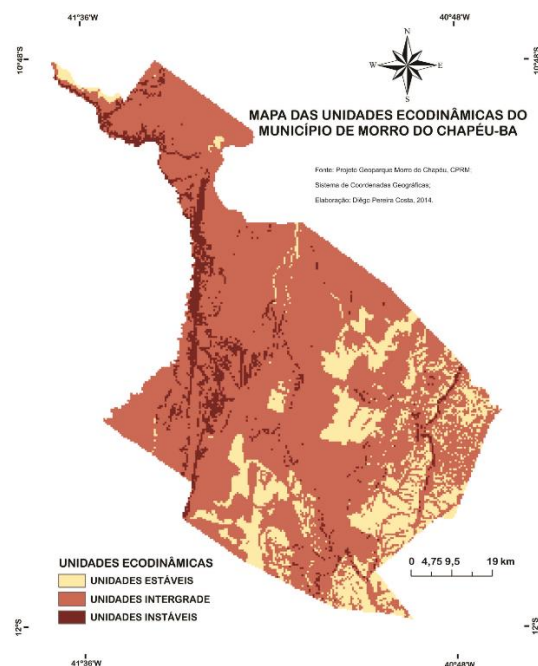 41°36'W
40°48'W
10°48'S
10°48'S
N
W
E
S
MAPA DAS UNIDADES ECODINÂMICAS DO
MUNICÍPIO DE MORRO DO CHAPÉU-BA
Fonte: Projeto Geoparque Morro do Chapéu, CPRM.
Sistema de Coordenadas Geográficas;
Elaboração: Diêgo Pereira Costa, 2014.
UNIDADES ECODINÂMICAS
UNIDADES ESTÁVEIS
UNIDADES INTERGRADE
UNIDADES INSTÁVEIS
0 4,75 9,5 19 km
12°S
12°S
41°36'W
40°48'W